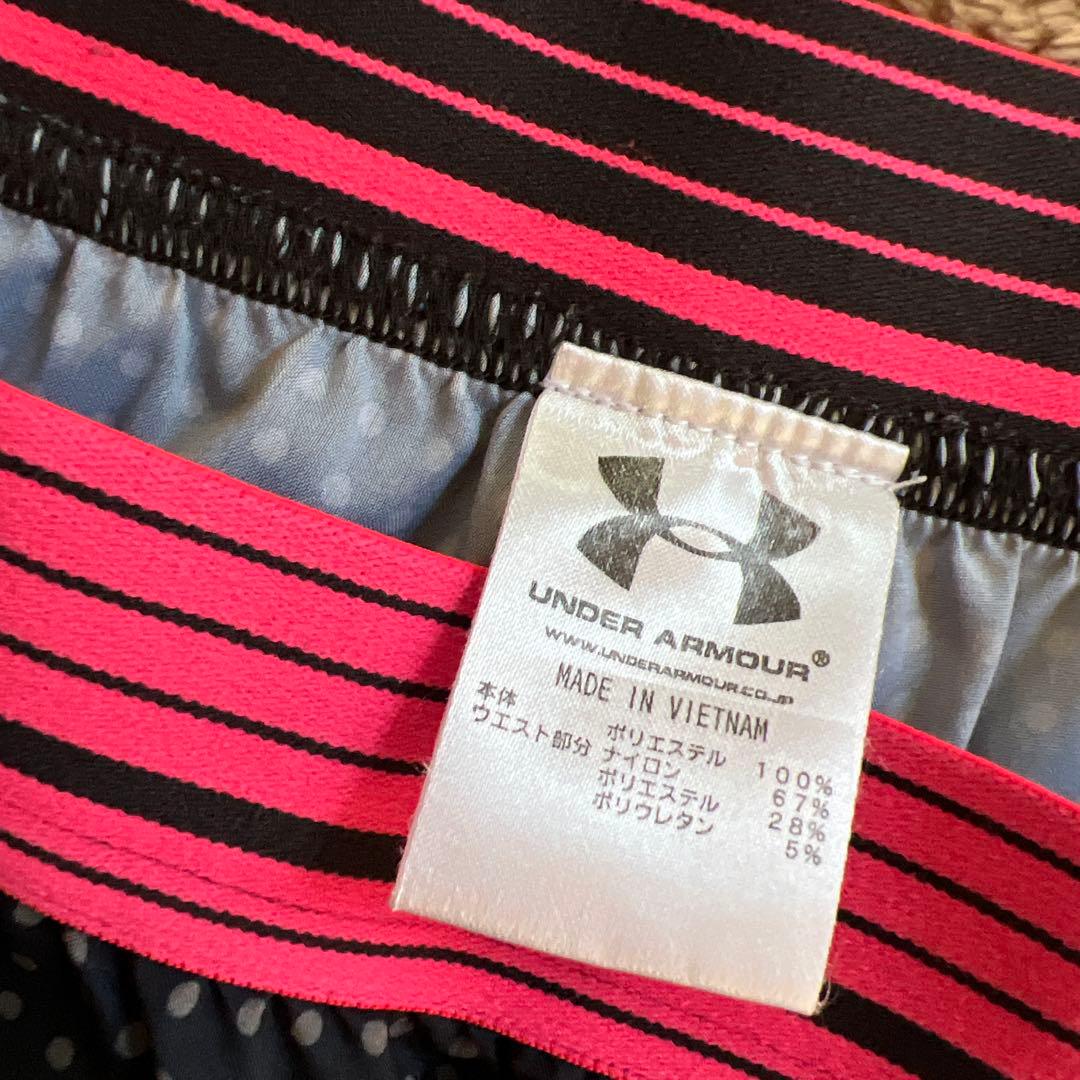 UNDER ARMOUR®
WWW.UNDERARMOUR.CO.JP
MADE IN VIETNAM
本体 ポリエステル 100%
ウエスト部分 ナイロン 67%
ポリエステル 28%
ポリウレタン 5%